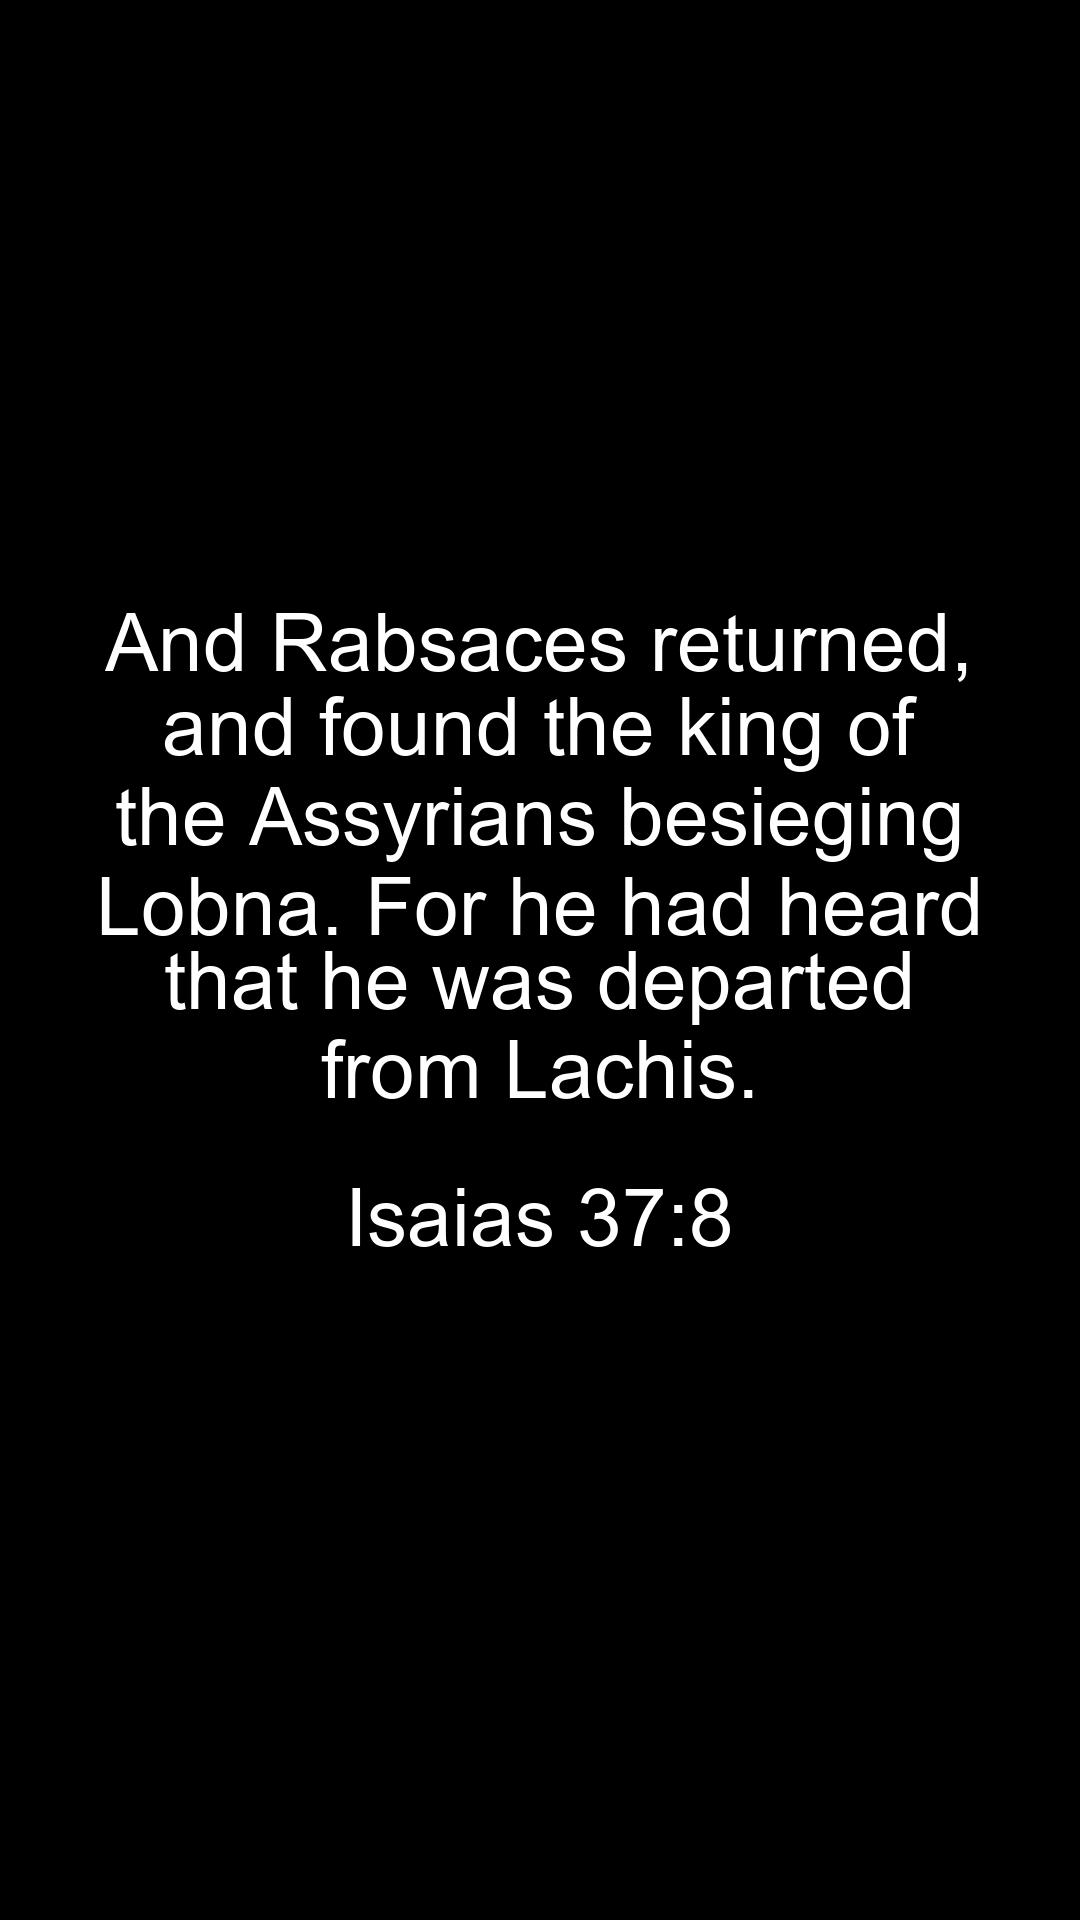 And Rabsaces returned,
and found the king of
the Assyrians besieging
Lobna. For he had heard
that he was departed
from Lachis.
Isaias 37:8